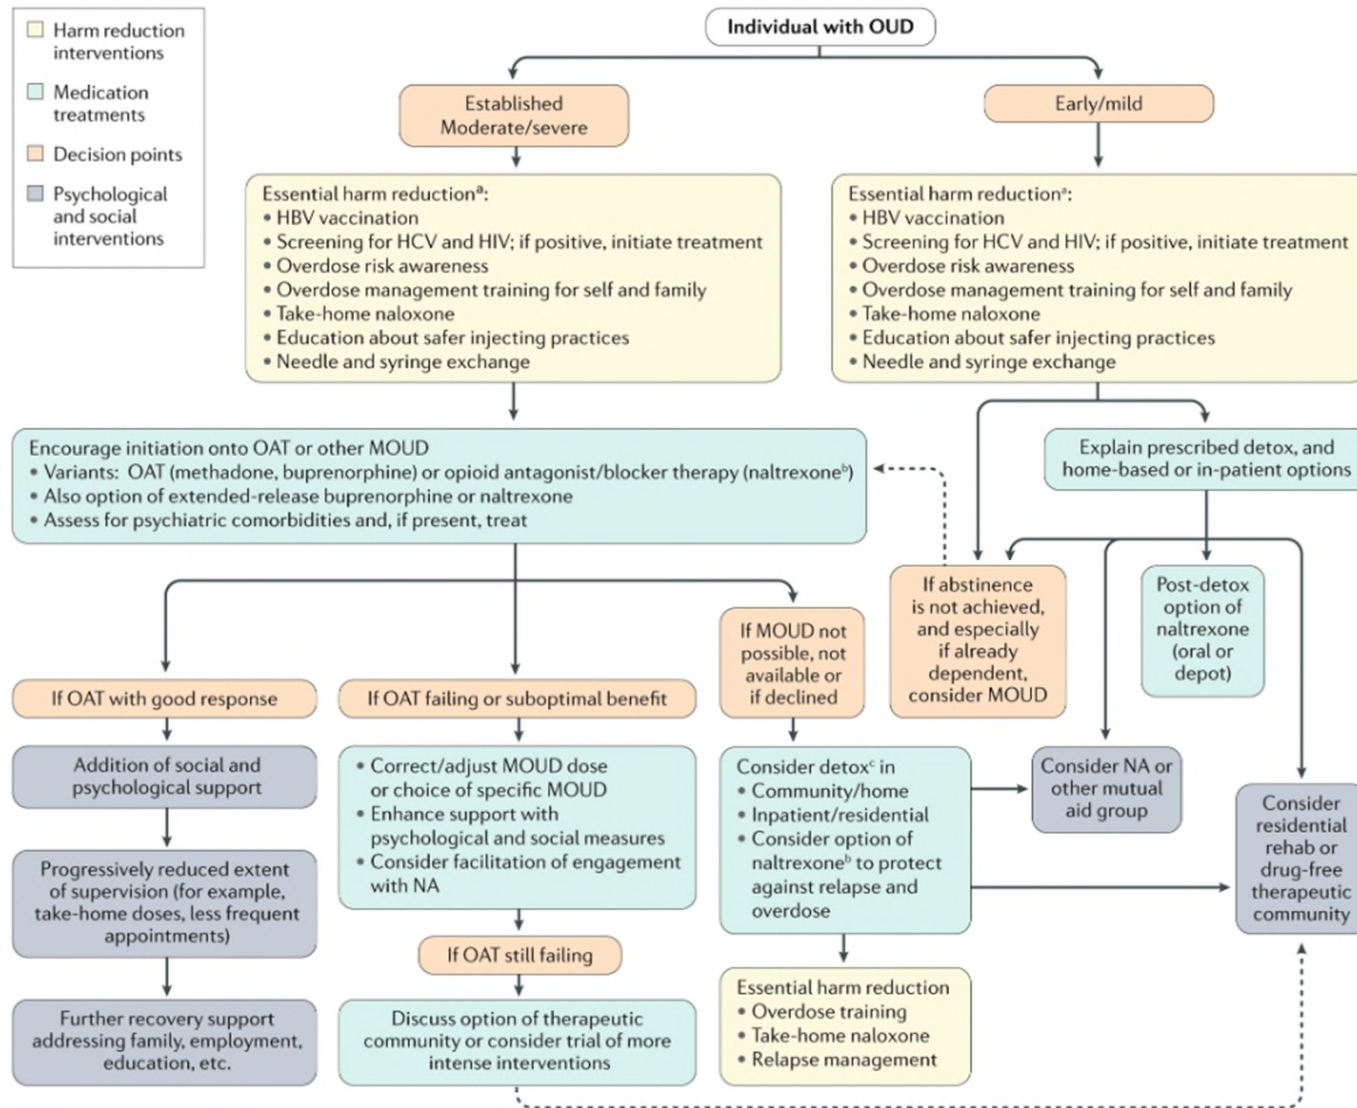 Harm reduction
interventions
Medication
treatments
Decision points
Psychological
and social
interventions
Individual with OUD
Established
Moderate/severe
Early/mild
Essential harm reductionᵃ:
• HBV vaccination
• Screening for HCV and HIV; if positive, initiate treatment
• Overdose risk awareness
• Overdose management training for self and family
• Take-home naloxone
• Education about safer injecting practices
• Needle and syringe exchange
Essential harm reductionᵃ:
• HBV vaccination
• Screening for HCV and HIV; if positive, initiate treatment
• Overdose risk awareness
• Overdose management training for self and family
• Take-home naloxone
• Education about safer injecting practices
• Needle and syringe exchange
Encourage initiation onto OAT or other MOUD
• Variants: OAT (methadone, buprenorphine) or opioid antagonist/blocker therapy (naltrexoneᵇ)
• Also option of extended-release buprenorphine or naltrexone
• Assess for psychiatric comorbidities and, if present, treat
Explain prescribed detox, and
home-based or in-patient options
If OAT with good response
Addition of social and
psychological support
Progressively reduced extent
of supervision (for example,
take-home doses, less frequent
appointments)
Further recovery support
addressing family, employment,
education, etc.
If OAT failing or suboptimal benefit
• Correct/adjust MOUD dose
or choice of specific MOUD
• Enhance support with
psychological and social measures
• Consider facilitation of engagement
with NA
If OAT still failing
Discuss option of therapeutic
community or consider trial of more
intense interventions
If MOUD not
possible, not
available or
if declined
Consider detoxᶜ in
• Community/home
• Inpatient/residential
• Consider option of
naltrexoneᵇ to protect
against relapse and
overdose
Essential harm reduction
• Overdose training
• Take-home naloxone
• Relapse management
If abstinence
is not achieved,
and especially
if already
dependent,
consider MOUD
Post-detox
option of
naltrexone
(oral or
depot)
Consider NA or
other mutual
aid group
Consider
residential
rehab or
drug-free
therapeutic
community